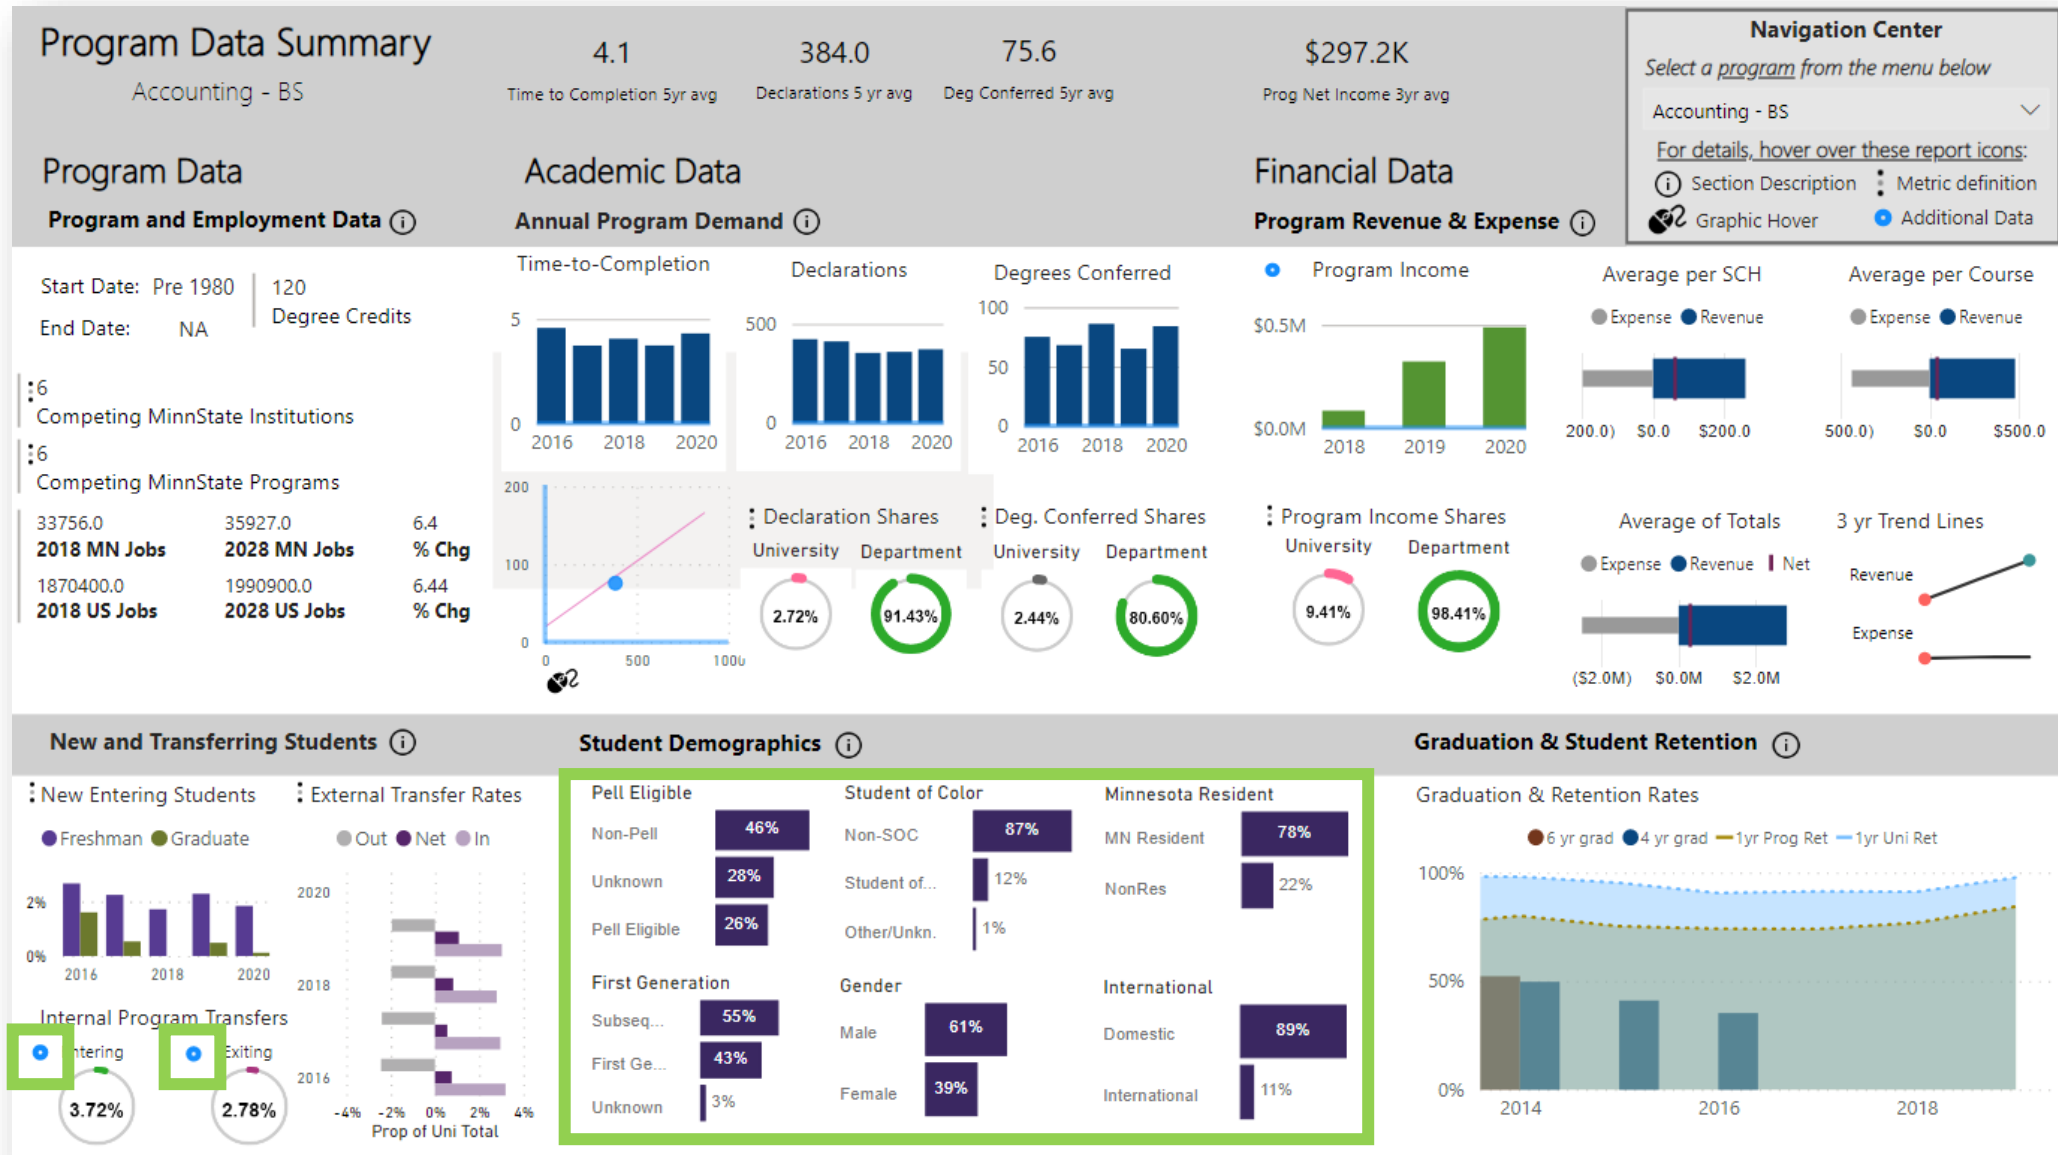 Program Data Summary
Accounting - BS
4.1
Time to Completion 5yr avg
384.0
Declarations 5 yr avg
75.6
Deg Conferred 5yr avg
$297.2K
Prog Net Income 3yr avg
Navigation Center
Select a program from the menu below
Accounting - BS
For details, hover over these report icons:
Section Description
Metric definition
Graphic Hover
Additional Data
Program Data
Program and Employment Data
Academic Data
Annual Program Demand
Financial Data
Program Revenue & Expense
Start Date: Pre 1980
End Date: NA
120
Degree Credits
6
Competing MinnState Institutions
6
Competing MinnState Programs
33756.0 35927.0 6.4
2018 MN Jobs 2028 MN Jobs % Chg
1870400.0 1990900.0 6.44
2018 US Jobs 2028 US Jobs % Chg
Time-to-Completion
5
0
2016 2018 2020
Declarations
500
0
2016 2018 2020
Degrees Conferred
100
50
0
2016 2018 2020
200
100
0
0 500 1000
Declaration Shares
University Department
2.72% 91.43%
Deg. Conferred Shares
University Department
2.44% 80.60%
Program Income
$0.5M
$0.0M
2018 2019 2020
Average per SCH
Expense Revenue
200.0) $0.0 $200.0
Average per Course
Expense Revenue
500.0) $0.0 $500.0
Program Income Shares
University Department
9.41% 98.41%
Average of Totals
Expense Revenue Net
($2.0M) $0.0M $2.0M
3 yr Trend Lines
Revenue
Expense
New and Transferring Students
New Entering Students
Freshman Graduate
2%
0%
2016 2018 2020
External Transfer Rates
Out Net In
2020
2018
2016
-4% -2% 0% 2% 4%
Prop of Uni Total
Internal Program Transfers
ntering Exiting
3.72% 2.78%
Student Demographics
Pell Eligible
Non-Pell 46%
Unknown 28%
Pell Eligible 26%
Student of Color
Non-SOC 87%
Student of... 12%
Other/Unkn. 1%
Minnesota Resident
MN Resident 78%
NonRes 22%
First Generation
Subseq... 55%
First Ge... 43%
Unknown 3%
Gender
Male 61%
Female 39%
International
Domestic 89%
International 11%
Graduation & Student Retention
Graduation & Retention Rates
6 yr grad 4 yr grad 1yr Prog Ret 1yr Uni Ret
100%
50%
0%
2014 2016 2018